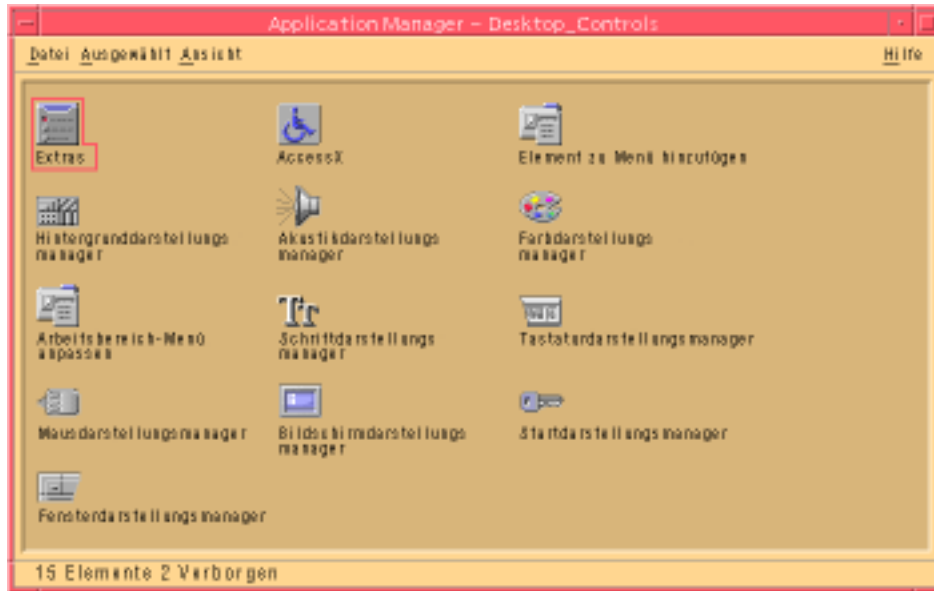 Application Manager – Desktop_Controls
Datei Ausgewählt Ansicht Hilfe
Extras AccessX Element zu Menü hinzufügen
Hintergrunddarstellungs Akustikdarstellungs Farbdarstellungs
manager manager manager
Arbeitsbereich-Menü Schriftdarstellungs Tastaturdarstellungsmanager
anpassen manager
Mausdarstellungsmanager Bildschirmdarstellungs Startdarstellungsmanager
manager
Fensterdarstellungsmanager
15 Elemente 2 Verborgen